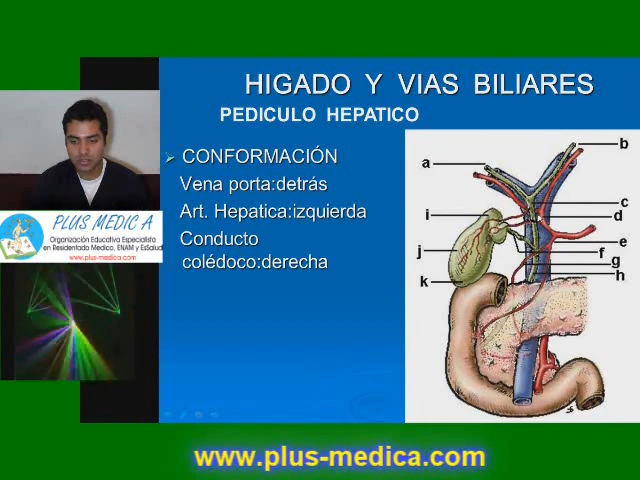 HIGADO Y VIAS BILIARES
PEDICULO HEPATICO
CONFORMACIÓN
Vena porta:detrás
Art. Hepatica:izquierda
Conducto
colédoco:derecha
PLUS MEDIC A
Organización Educativa Especialista
en Residentado Medico, ENAM y EsSalud
www.plus-medica.com
a
b
c
d
e
f
g
h
i
j
k
www.plus-medica.com